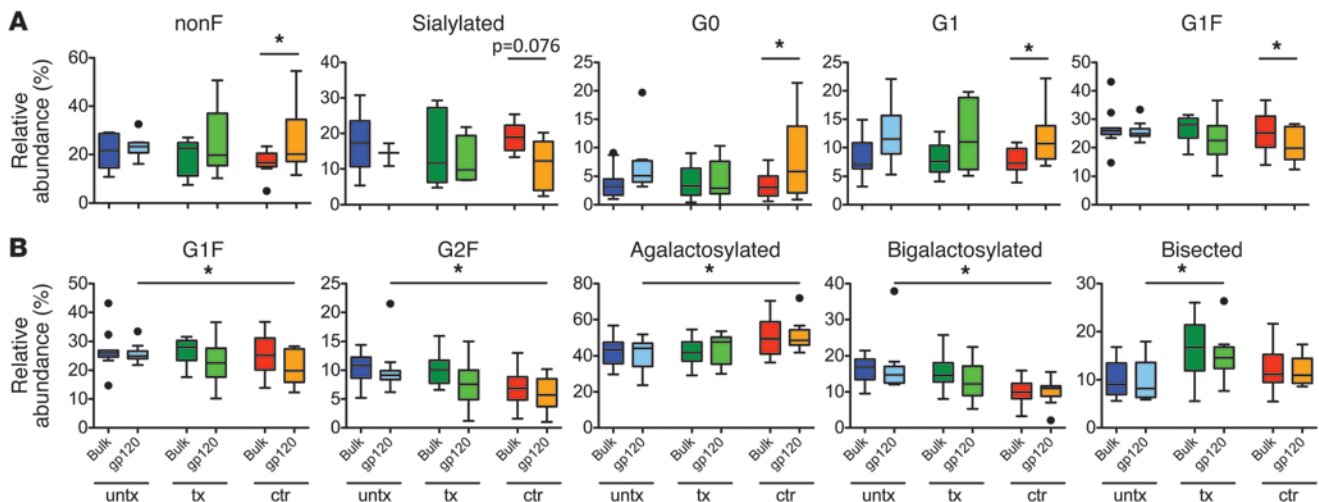 A
nonF
Sialylated
G0
G1
G1F
Relative abundance (%)
60
40
20
0
*
40
30
20
10
0
p=0.076
25
20
15
10
5
0
*
25
20
15
10
5
0
*
50
40
30
20
10
0
*
B
G1F
G2F
Agalactosylated
Bigalactosylated
Bisected
Relative abundance (%)
50
40
30
20
10
0
*
25
20
15
10
5
0
*
80
60
40
20
0
*
40
30
20
10
0
*
30
20
10
0
*
Bulk gp120 Bulk gp120 Bulk gp120
untx tx ctr
Bulk gp120 Bulk gp120 Bulk gp120
untx tx ctr
Bulk gp120 Bulk gp120 Bulk gp120
untx tx ctr
Bulk gp120 Bulk gp120 Bulk gp120
untx tx ctr
Bulk gp120 Bulk gp120 Bulk gp120
untx tx ctr